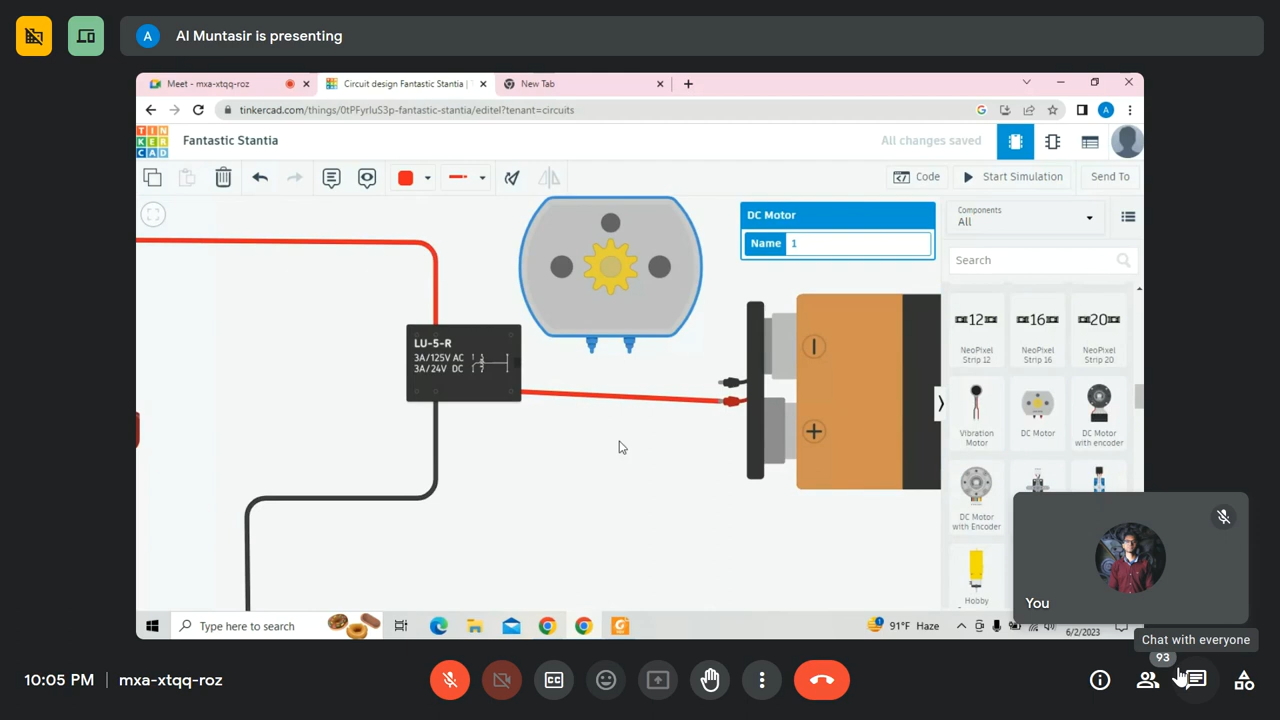 A Al Muntasir is presenting
Meet - mxa-xtqq-roz
Circuit design Fantastic Stantia |
New Tab
tinkercad.com/things/0tPFyrluS3p-fantastic-stantia/editel?tenant=circuits
A
TIN
KER
CAD
Fantastic Stantia
All changes saved
Code
Start Simulation
Send To
DC Motor
Name 1
Components
All
Search
LU-5-R
3A/125V AC
3A/24V DC
12
16
20
NeoPixel Strip 12
NeoPixel Strip 16
NeoPixel Strip 20
Vibration Motor
DC Motor
DC Motor with encoder
DC Motor with Encoder
Hobby
You
Type here to search
91°F Haze
6/2/2023
Chat with everyone
93
10:05 PM
mxa-xtqq-roz